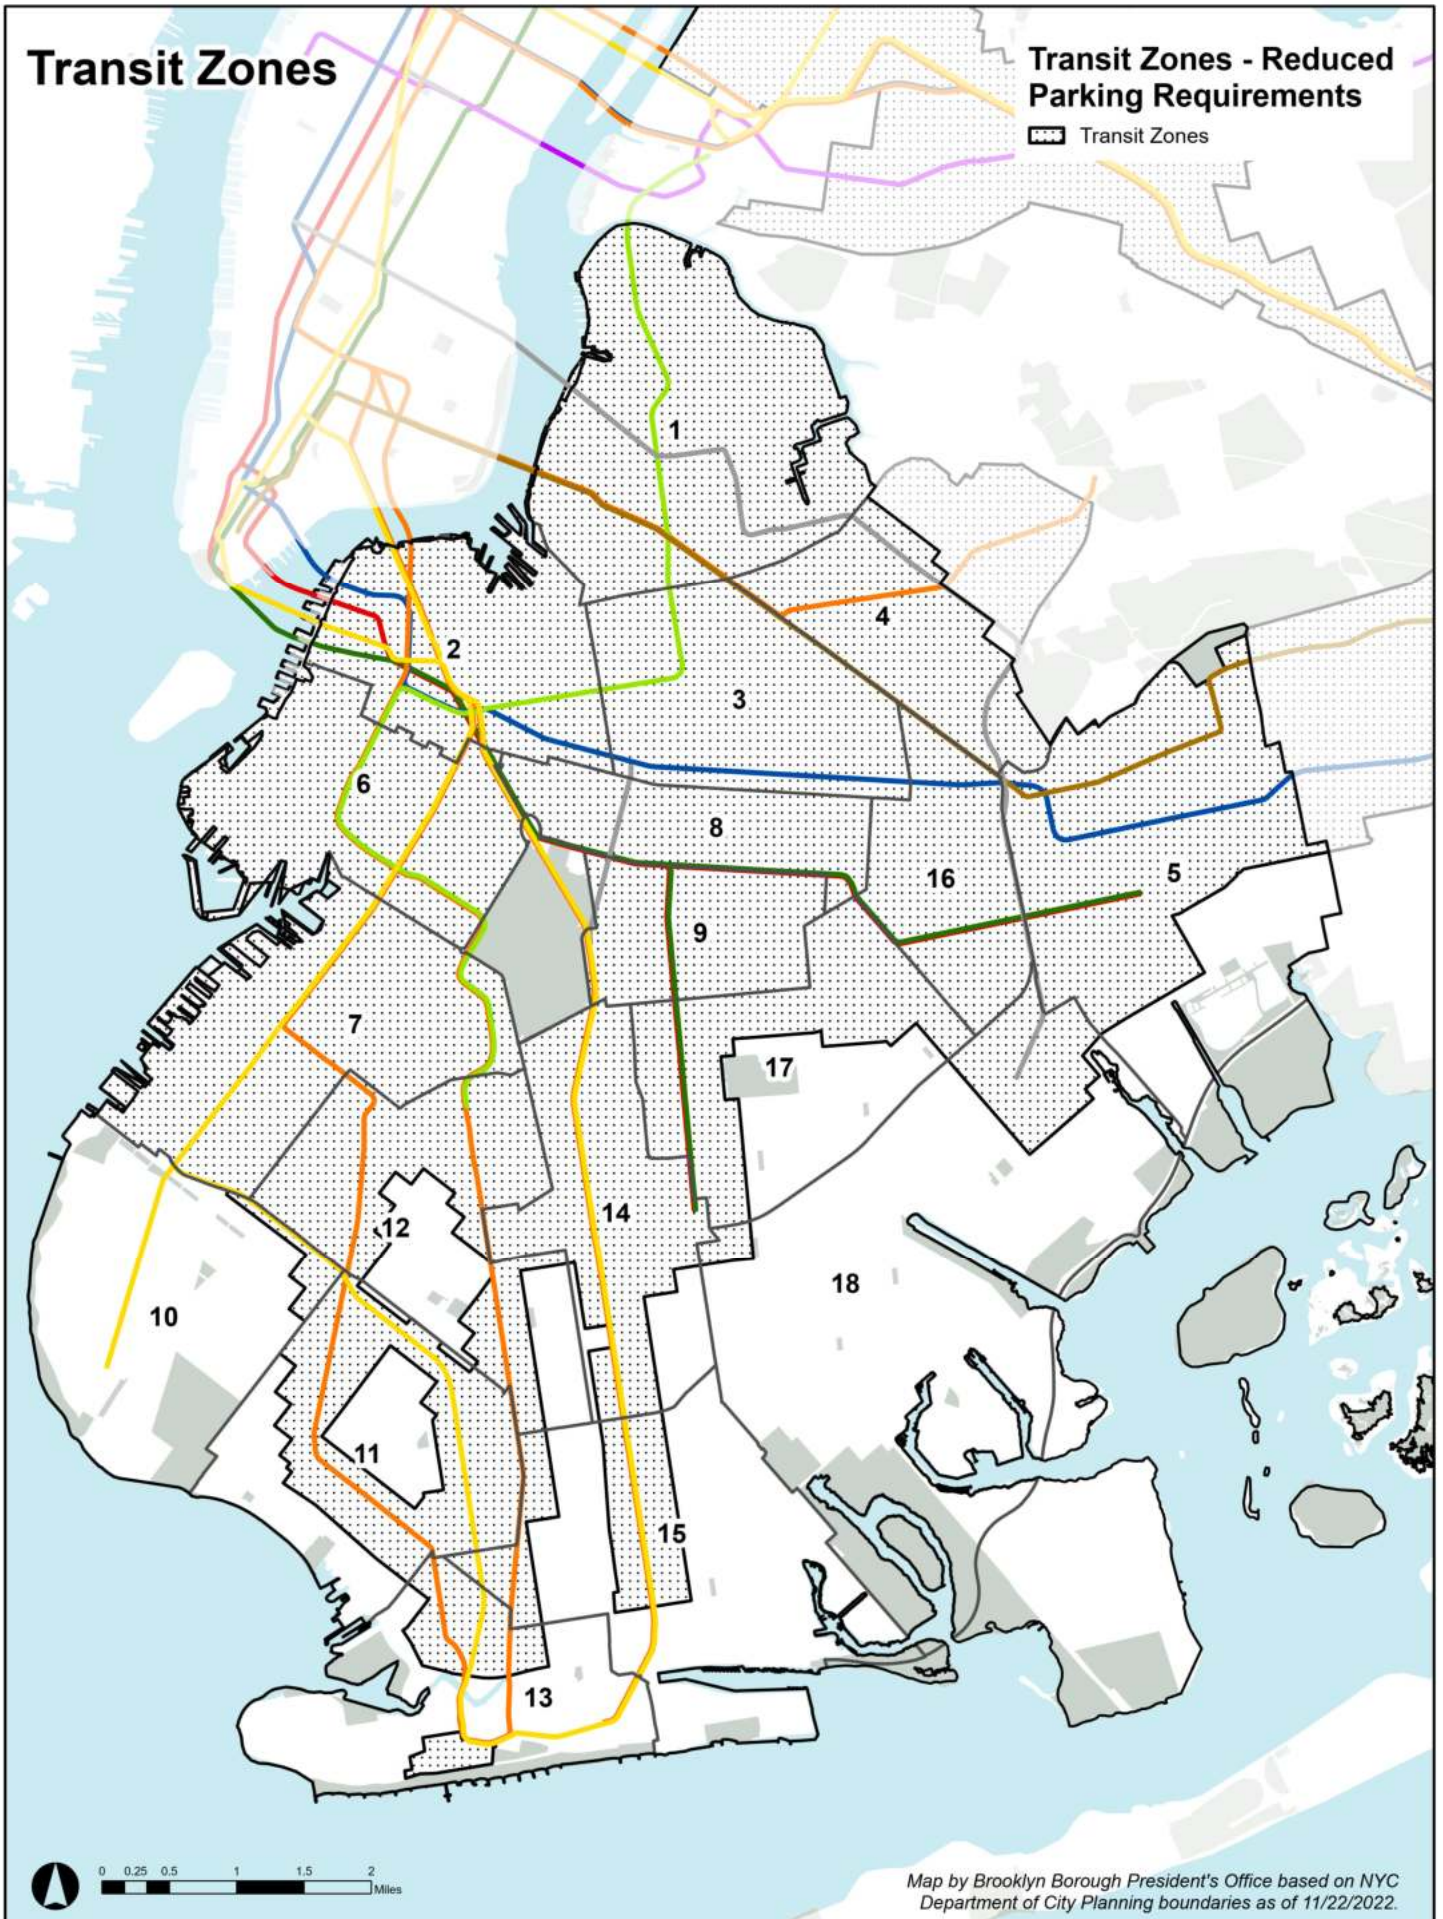 Transit Zones
Transit Zones - Reduced
Parking Requirements
Transit Zones
1
2
3
4
5
6
7
8
9
10
11
12
13
14
15
16
17
18
0 0.25 0.5 1 1.5 2
Miles
Map by Brooklyn Borough President's Office based on NYC
Department of City Planning boundaries as of 11/22/2022.